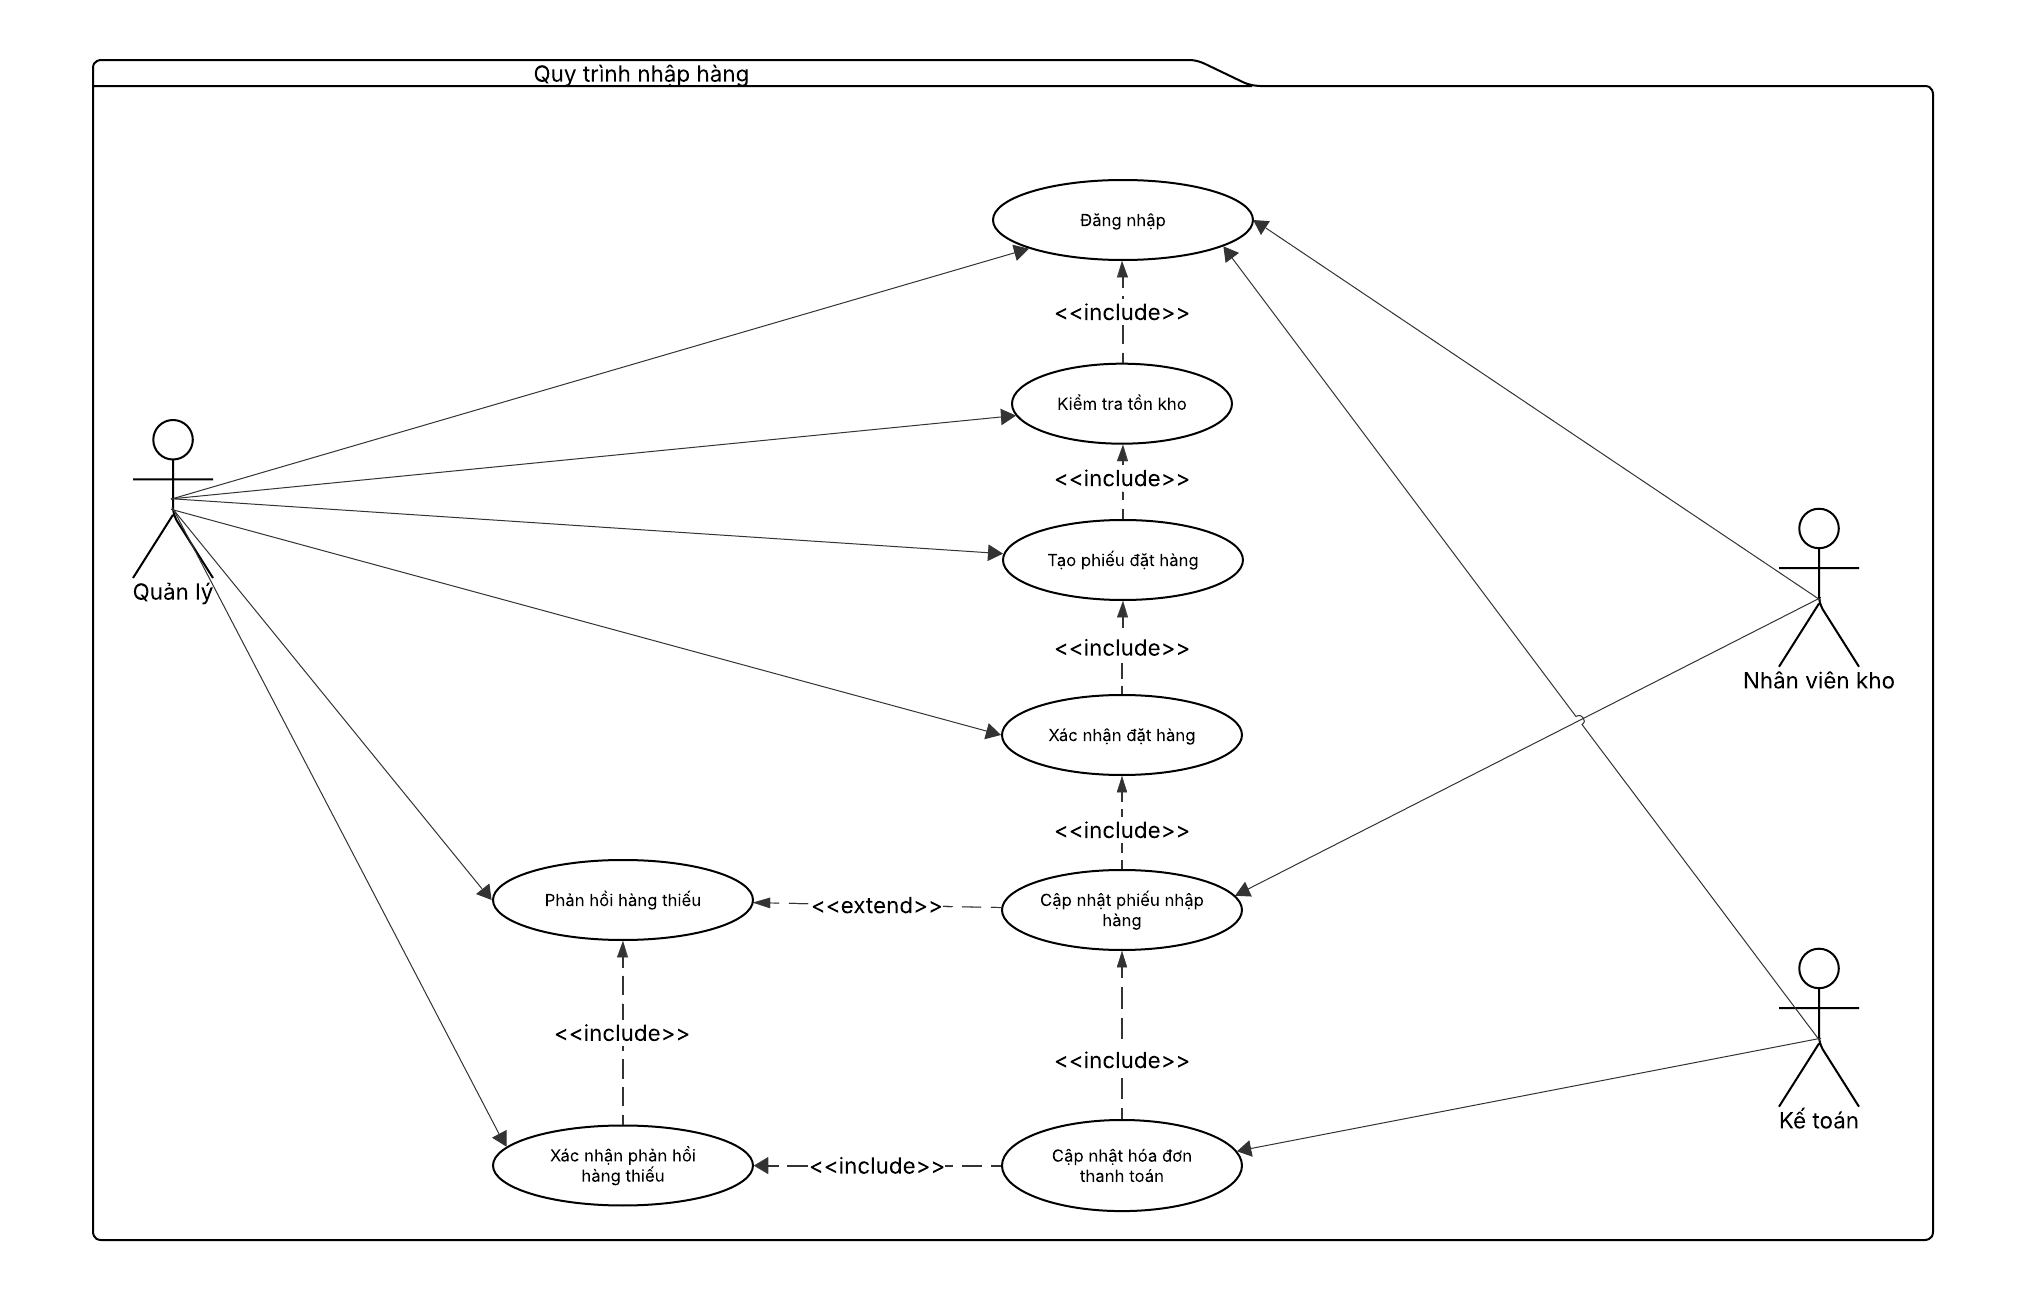 Quy trình nhập hàng
Đăng nhập
<<include>>
Kiểm tra tồn kho
<<include>>
Tạo phiếu đặt hàng
Quản lý
<<include>>
Nhân viên kho
Xác nhận đặt hàng
<<include>>
Phản hồi hàng thiếu
<<extend>>
Cập nhật phiếu nhập
hàng
<<include>>
<<include>>
Kế toán
Xác nhận phản hồi
hàng thiếu
<<include>>
Cập nhật hóa đơn
thanh toán